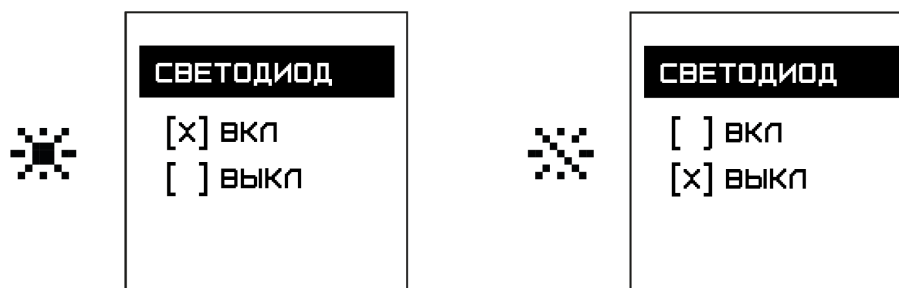 СВЕТОДИОД
[X] ВКЛ
[ ] ВЫКЛ
СВЕТОДИОД
[ ] ВКЛ
[X] ВЫКЛ